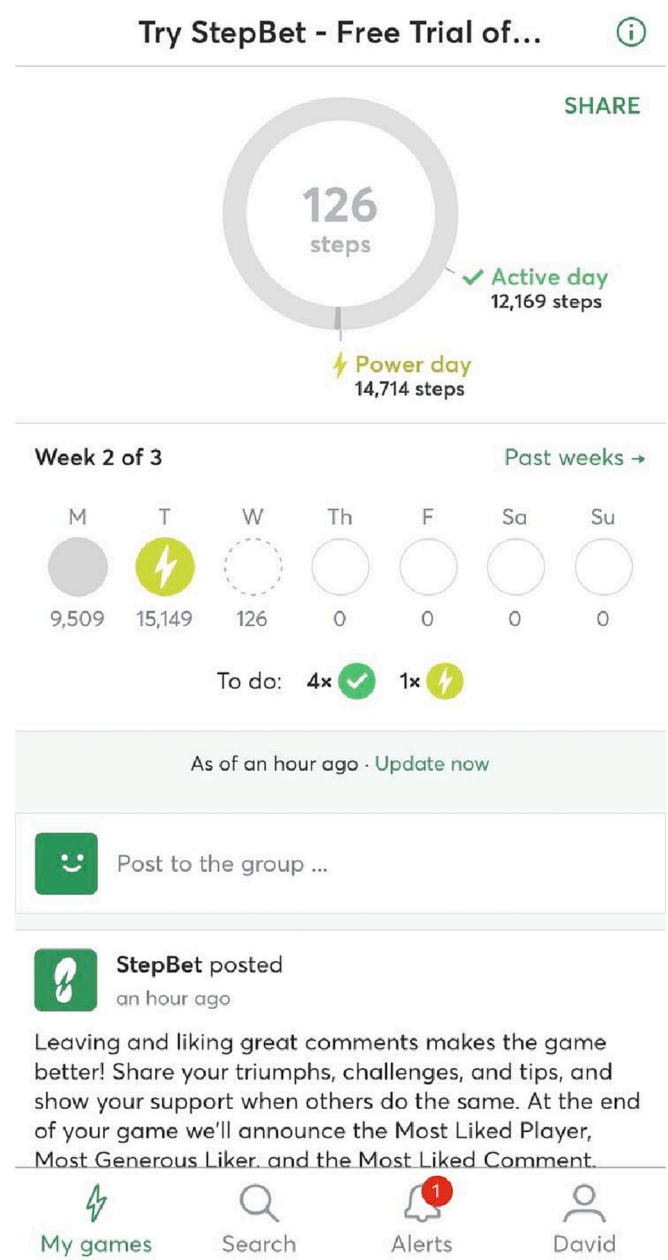 Try StepBet - Free Trial of...
SHARE
126
steps
Active day
12,169 steps
Power day
14,714 steps
Week 2 of 3
Past weeks →
M T W Th F Sa Su
9,509 15,149 126 0 0 0 0
To do: 4x 1x
As of an hour ago · Update now
Post to the group ...
StepBet posted
an hour ago
Leaving and liking great comments makes the game
better! Share your triumphs, challenges, and tips, and
show your support when others do the same. At the end
of your game we'll announce the Most Liked Player,
Most Generous Liker, and the Most Liked Comment.
1
My games Search Alerts David